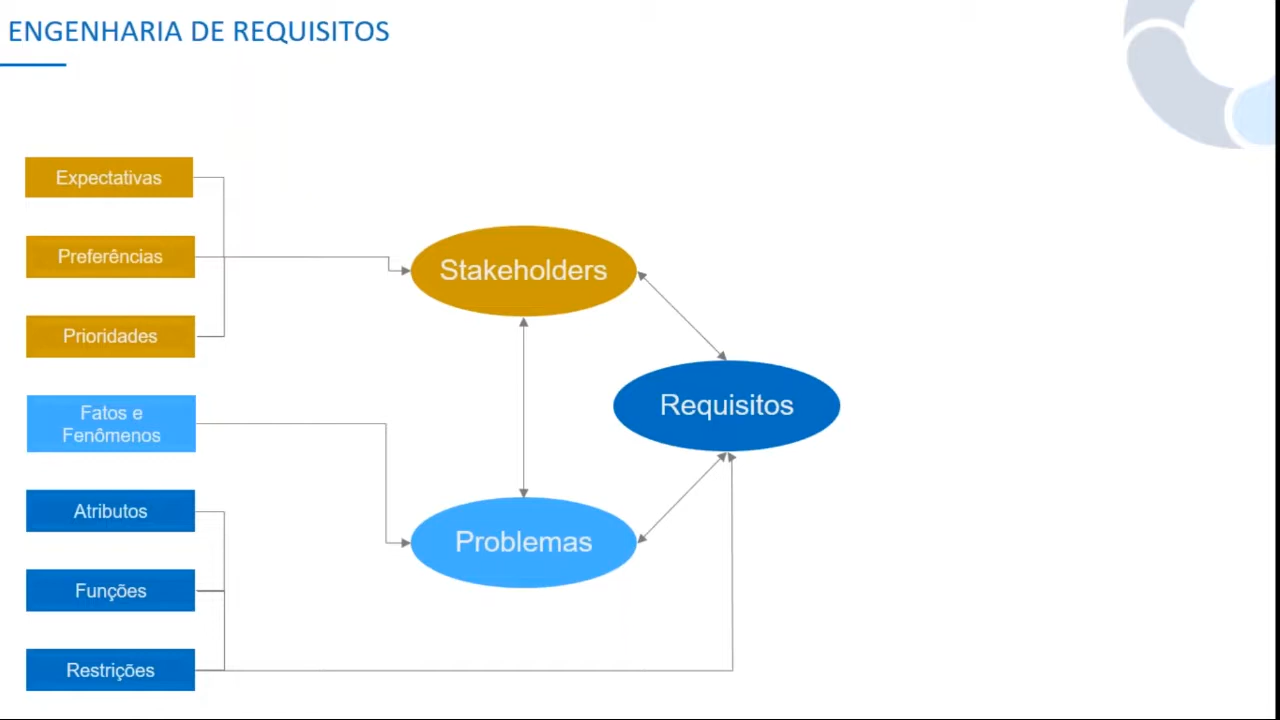 ENGENHARIA DE REQUISITOS
Expectativas
Preferências
Prioridades
Fatos e
Fenômenos
Atributos
Funções
Restrições
Stakeholders
Requisitos
Problemas